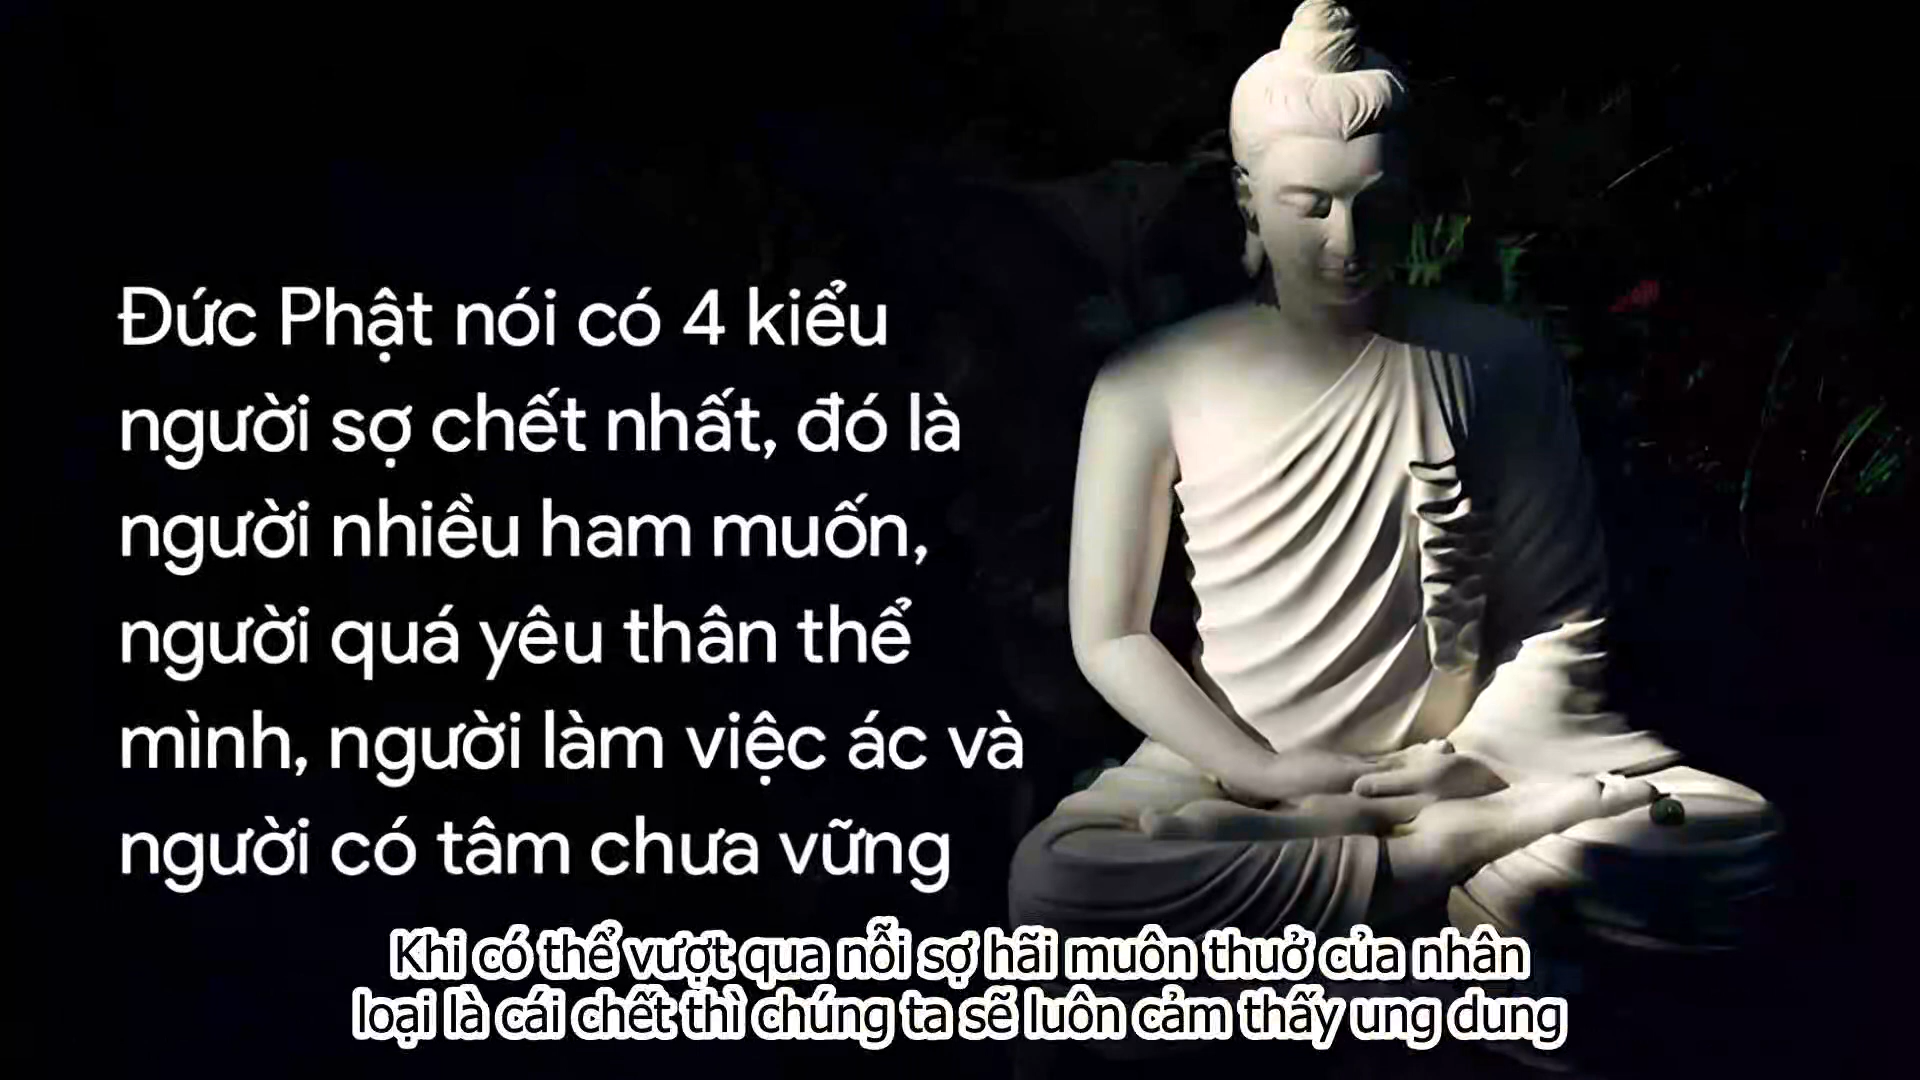 Đức Phật nói có 4 kiểu
người sợ chết nhất, đó là
người nhiều ham muốn,
người quá yêu thân thể
mình, người làm việc ác và
người có tâm chưa vững
Khi có thể vượt qua nỗi sợ hãi muôn thuở của nhân
loại là cái chết thì chúng ta sẽ luôn cảm thấy ung dung